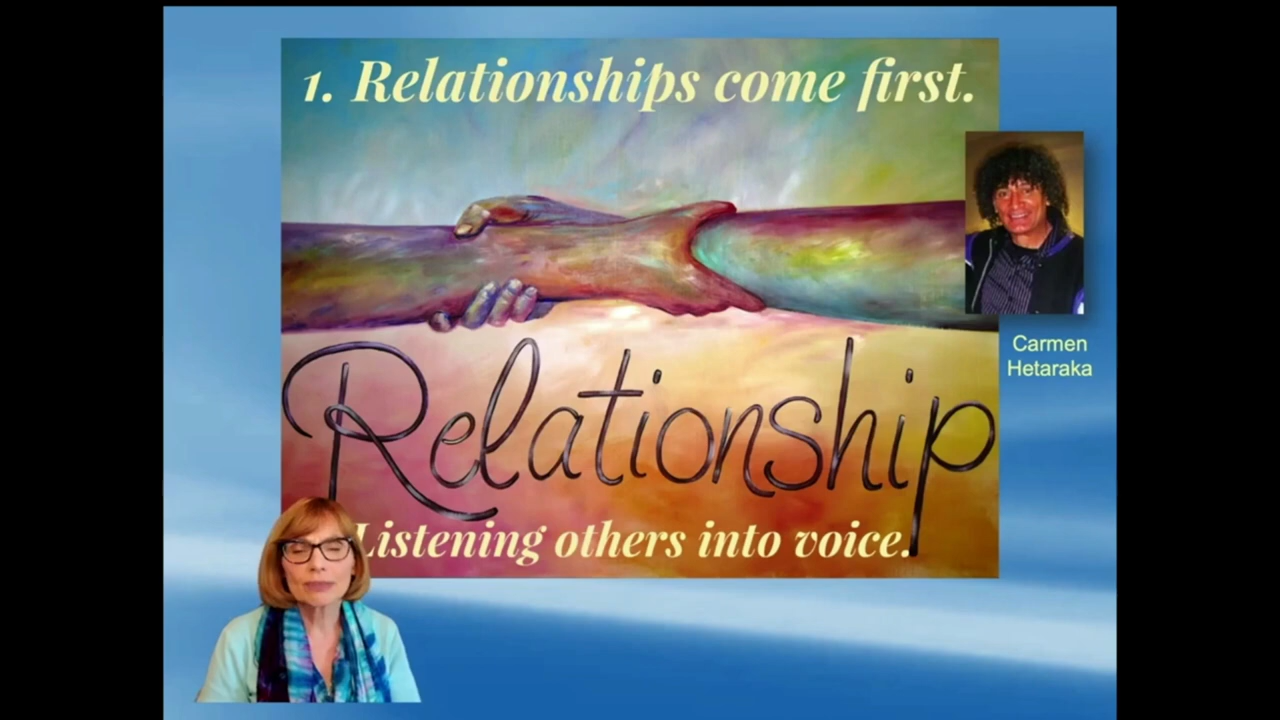 1. Relationships come first.
Carmen
Hetaraka
Relationship
Listening others into voice.